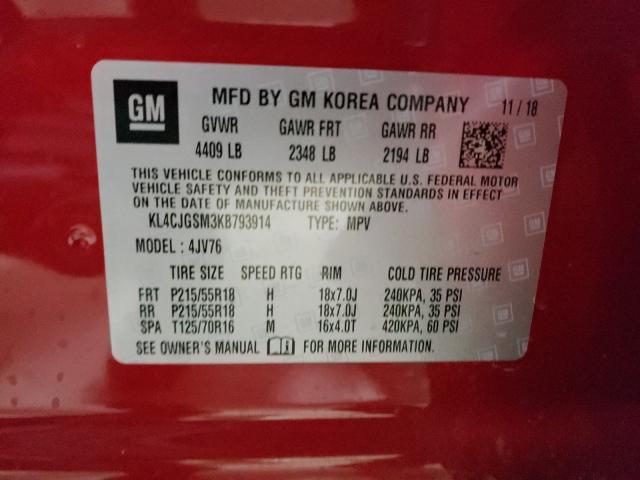 GM MFD BY GM KOREA COMPANY 11 / 18
GVWR GAWR FRT GAWR RR
4409 LB 2348 LB 2194 LB
THIS VEHICLE CONFORMS TO ALL APPLICABLE U.S. FEDERAL MOTOR
VEHICLE SAFETY AND THEFT PREVENTION STANDARDS IN EFFECT
ON THE DATE OF MANUFACTURE SHOWN ABOVE.
KL4CJGSM3KB793914 TYPE: MPV
MODEL : 4JV76
TIRE SIZE SPEED RTG RIM COLD TIRE PRESSURE
FRT P215/55R18 H 18x7.0J 240KPA, 35 PSI
RR P215/55R18 H 18x7.0J 240KPA, 35 PSI
SPA T125/70R16 M 16x4.0T 420KPA, 60 PSI
SEE OWNER'S MANUAL FOR MORE INFORMATION.